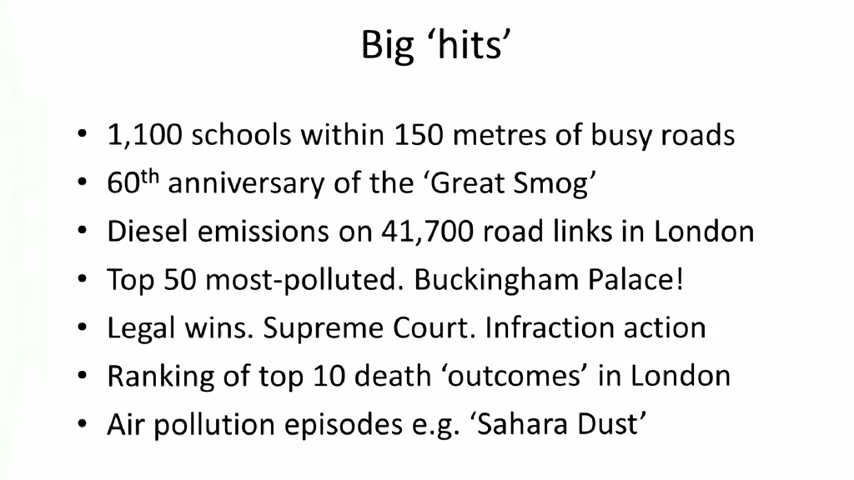 Big ‘hits’
• 1,100 schools within 150 metres of busy roads
• 60th anniversary of the ‘Great Smog’
• Diesel emissions on 41,700 road links in London
• Top 50 most-polluted. Buckingham Palace!
• Legal wins. Supreme Court. Infraction action
• Ranking of top 10 death ‘outcomes’ in London
• Air pollution episodes e.g. ‘Sahara Dust’